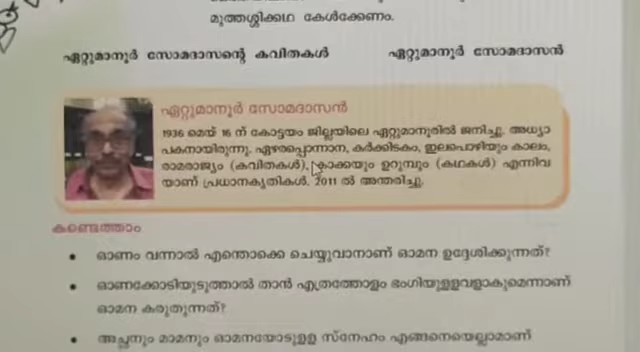 മുത്തശ്ശിക്കഥ കേൾക്കേണം.
ഏറ്റുമാനൂർ സോമദാസന്റെ കവിതകൾ ഏറ്റുമാനൂർ സോമദാസൻ
ഏറ്റുമാനൂർ സോമദാസൻ
1936 മെയ് 16 ന് കോട്ടയം ജില്ലയിലെ ഏറ്റുമാനൂരിൽ ജനിച്ചു. അധ്യാ
പകനായിരുന്നു. ഏഴരപ്പൊന്നാന, കർക്കിടകം, ഇലപൊഴിയും കാലം,
രാമരാജ്യം (കവിതകൾ), കാക്കയും ഉറുമ്പും (കഥകൾ) എന്നിവ
യാണ് പ്രധാനകൃതികൾ. 2011 ൽ അന്തരിച്ചു.
കണ്ടെത്താം
• ഓണം വന്നാൽ എന്തൊക്കെ ചെയ്യുവാനാണ് ഓമന ഉദ്ദേശിക്കുന്നത്?
• ഓണക്കോടിയുടുത്താൽ താൻ എത്രത്തോളം ഭംഗിയുള്ളവളാകുമെന്നാണ്
ഓമന കരുതുന്നത്?
• അച്ഛനും മാമനും ഓമനയോടുള്ള സ്നേഹം എങ്ങനെയെല്ലാമാണ്